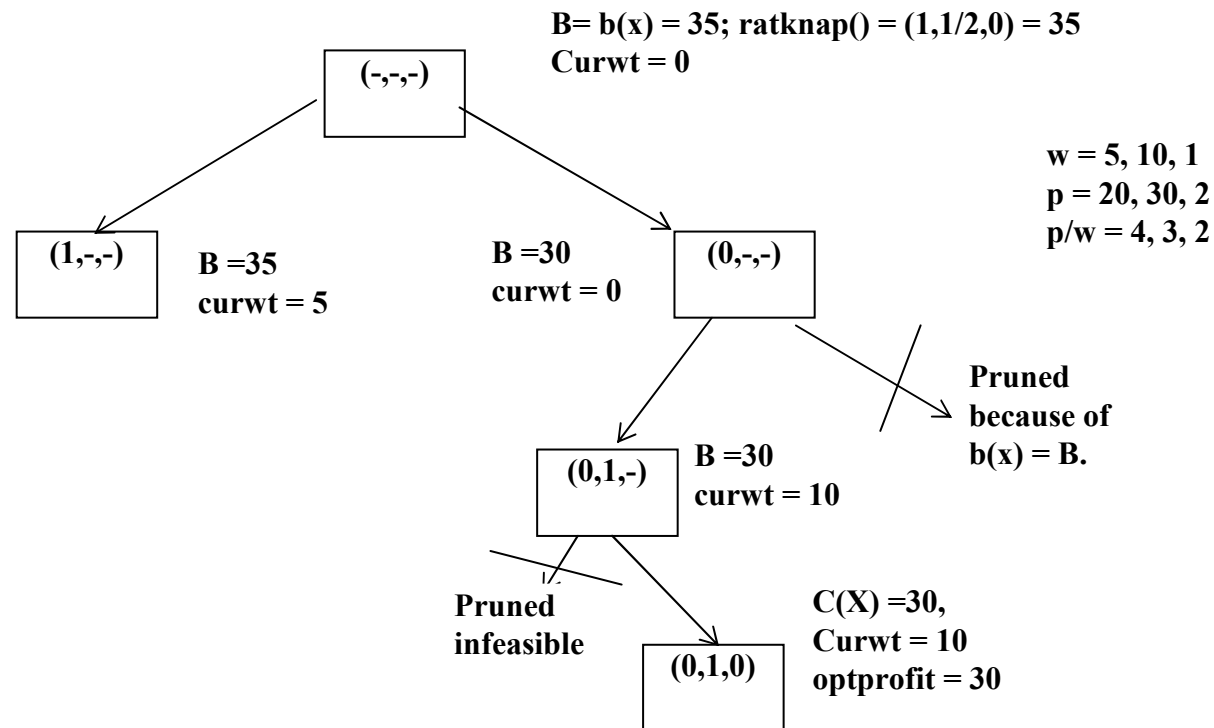 B= b(x) = 35; ratknap() = (1,1/2,0) = 35
Curwt = 0
(-,-,-)
w = 5, 10, 1
p = 20, 30, 2
p/w = 4, 3, 2
(1,-,-)
B =35
curwt = 5
B =30
curwt = 0
(0,-,-)
Pruned
because of
b(x) = B.
(0,1,-)
B =30
curwt = 10
Pruned
infeasible
C(X) =30,
Curwt = 10
optprofit = 30
(0,1,0)